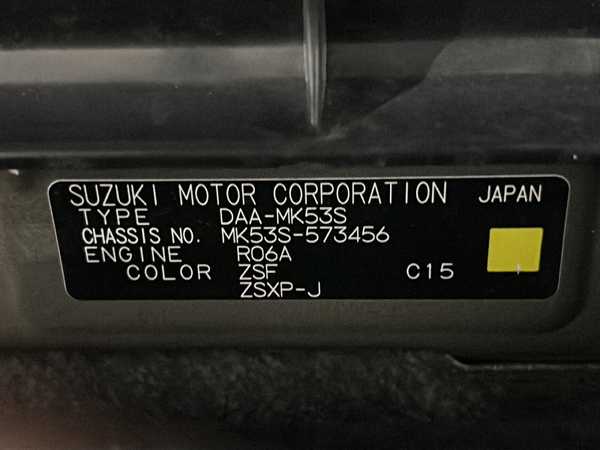 SUZUKI MOTOR CORPORATION JAPAN
TYPE DAA-MK53S
CHASSIS NO. MK53S-573456
ENGINE R06A
COLOR ZSF C15
ZSXP-J